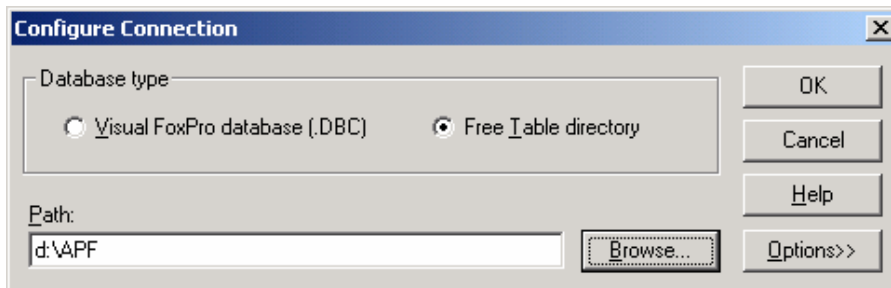 Configure Connection
Database type
Visual FoxPro database (.DBC)
Free Table directory
OK
Cancel
Help
Path:
d:\APF
Browse...
Options>>